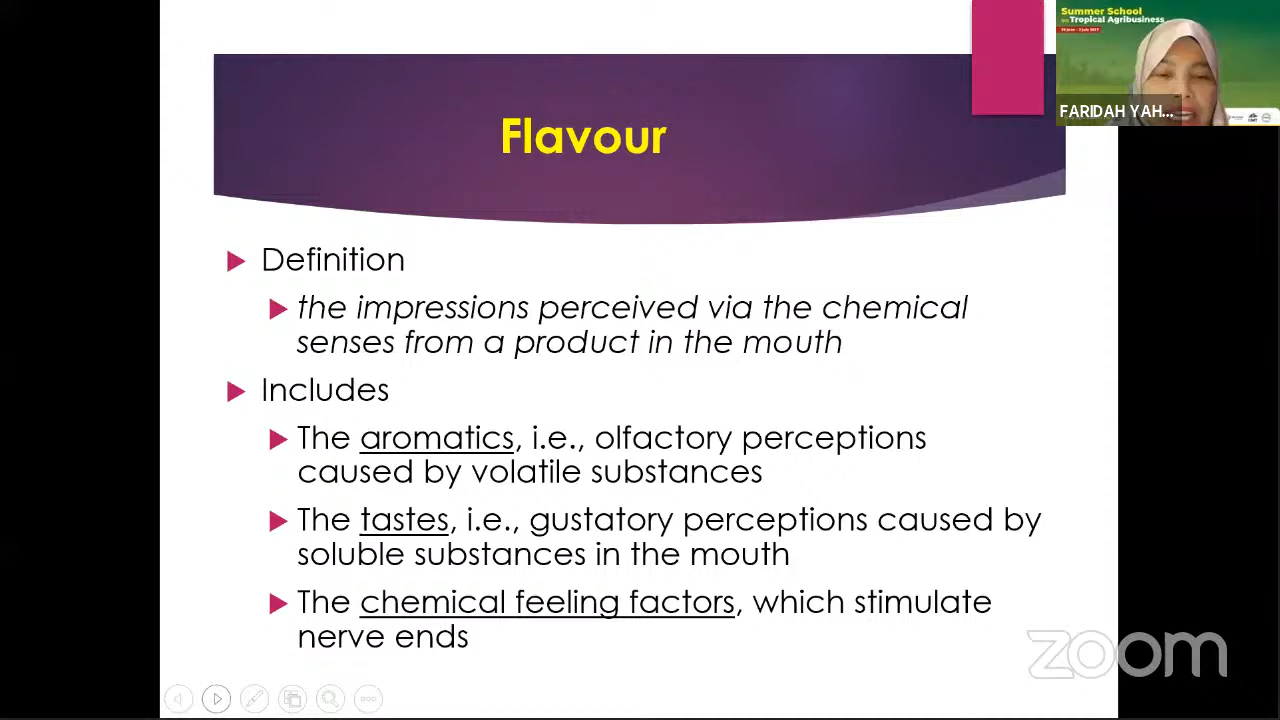 Summer School
on Tropical Agribusiness
FARIDAH YAH...
Flavour
Definition
the impressions perceived via the chemical
senses from a product in the mouth
Includes
The aromatics, i.e., olfactory perceptions
caused by volatile substances
The tastes, i.e., gustatory perceptions caused by
soluble substances in the mouth
The chemical feeling factors, which stimulate
nerve ends
zoom